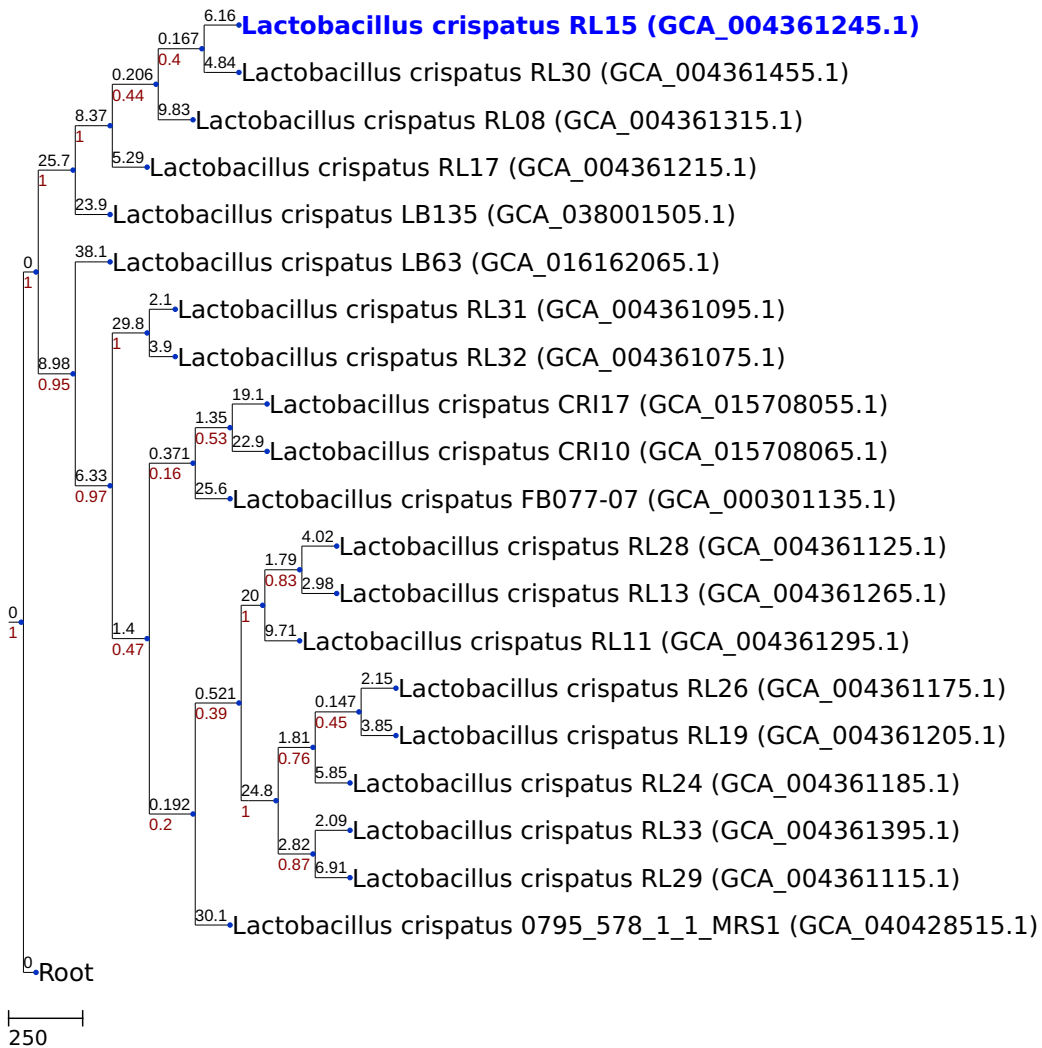 6.16
Lactobacillus crispatus RL15 (GCA_004361245.1)
0.167
0.4
4.84
Lactobacillus crispatus RL30 (GCA_004361455.1)
0.206
0.44
9.83
Lactobacillus crispatus RL08 (GCA_004361315.1)
8.37
1
5.29
Lactobacillus crispatus RL17 (GCA_004361215.1)
25.7
1
23.9
Lactobacillus crispatus LB135 (GCA_038001505.1)
0
1
38.1
Lactobacillus crispatus LB63 (GCA_016162065.1)
2.1
Lactobacillus crispatus RL31 (GCA_004361095.1)
29.8
1
3.9
Lactobacillus crispatus RL32 (GCA_004361075.1)
8.98
0.95
19.1
Lactobacillus crispatus CRI17 (GCA_015708055.1)
1.35
0.53
22.9
Lactobacillus crispatus CRI10 (GCA_015708065.1)
0.371
0.16
6.33
0.97
25.6
Lactobacillus crispatus FB077-07 (GCA_000301135.1)
4.02
Lactobacillus crispatus RL28 (GCA_004361125.1)
1.79
0.83
2.98
Lactobacillus crispatus RL13 (GCA_004361265.1)
20
1
0
1
1.4
0.47
9.71
Lactobacillus crispatus RL11 (GCA_004361295.1)
2.15
Lactobacillus crispatus RL26 (GCA_004361175.1)
0.521
0.39
0.147
0.45
3.85
Lactobacillus crispatus RL19 (GCA_004361205.1)
1.81
0.76
5.85
Lactobacillus crispatus RL24 (GCA_004361185.1)
24.8
1
0.192
0.2
2.09
Lactobacillus crispatus RL33 (GCA_004361395.1)
2.82
0.87
6.91
Lactobacillus crispatus RL29 (GCA_004361115.1)
30.1
Lactobacillus crispatus 0795_578_1_1_MRS1 (GCA_040428515.1)
0
Root
250